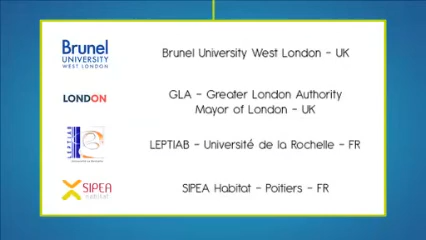 Brunel
UNIVERSITY
WEST LONDON
Brunel University West London - UK
LONDON
GLA - Greater London Authority
Mayor of London - UK
LEPTIAB
LEPTIAB - Université de la Rochelle - FR
SIPEA
habitat
SIPEA Habitat - Poitiers - FR